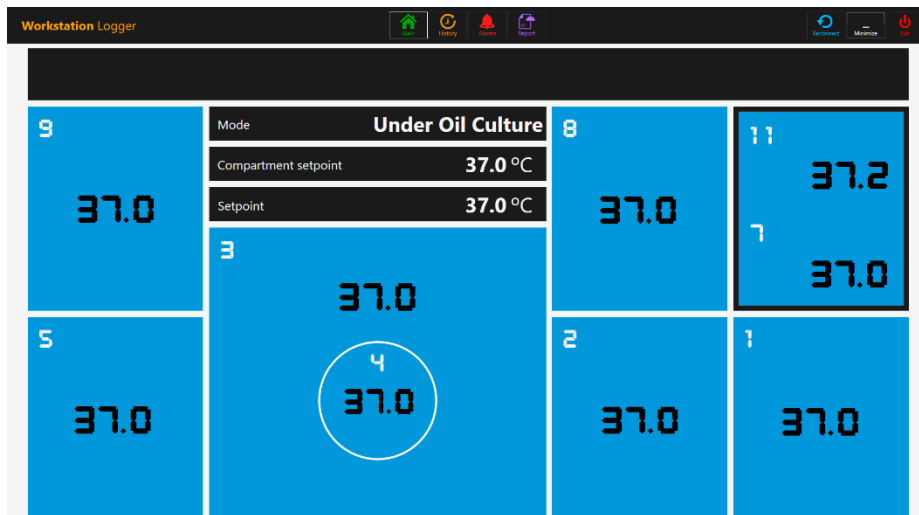 Workstation Logger
Main
History
Alarms
Report
Reconnect
Minimize
Exit
9
37.0
Mode Under Oil Culture
Compartment setpoint 37.0 ºC
Setpoint 37.0 ºC
8
37.0
11
37.2
7
37.0
3
37.0
4
37.0
5
37.0
2
37.0
1
37.0